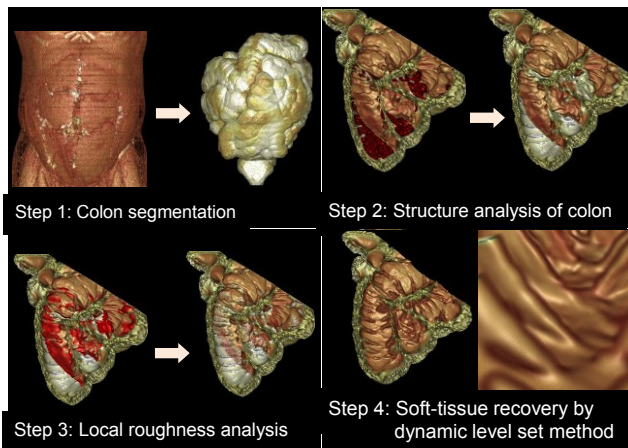 Step 1: Colon segmentation
Step 2: Structure analysis of colon
Step 3: Local roughness analysis
Step 4: Soft-tissue recovery by
dynamic level set method